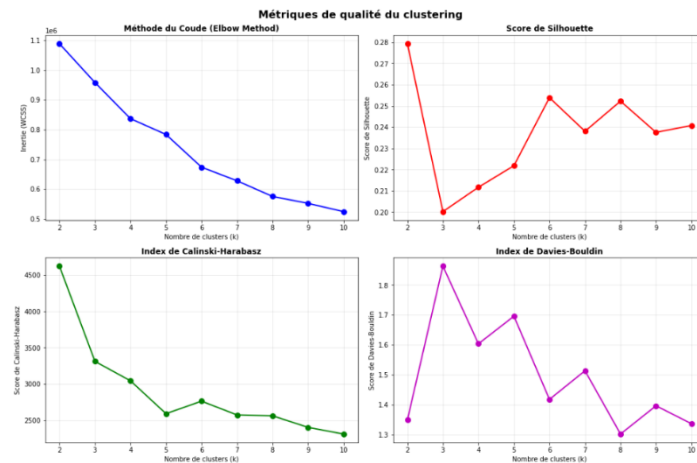 Métriques de qualité du clustering
Méthode du Coude (Elbow Method)
1e6
1.1
1.0
0.9
0.8
0.7
0.6
0.5
Inertie (WCSS)
2 3 4 5 6 7 8 9 10
Nombre de clusters (k)
Score de Silhouette
0.28
0.27
0.26
0.25
0.24
0.23
0.22
0.21
0.20
Score de Silhouette
2 3 4 5 6 7 8 9 10
Nombre de clusters (k)
Index de Calinski-Harabasz
4500
4000
3500
3000
2500
Score de Calinski-Harabasz
2 3 4 5 6 7 8 9 10
Nombre de clusters (k)
Index de Davies-Bouldin
1.8
1.7
1.6
1.5
1.4
1.3
Score de Davies-Bouldin
2 3 4 5 6 7 8 9 10
Nombre de clusters (k)